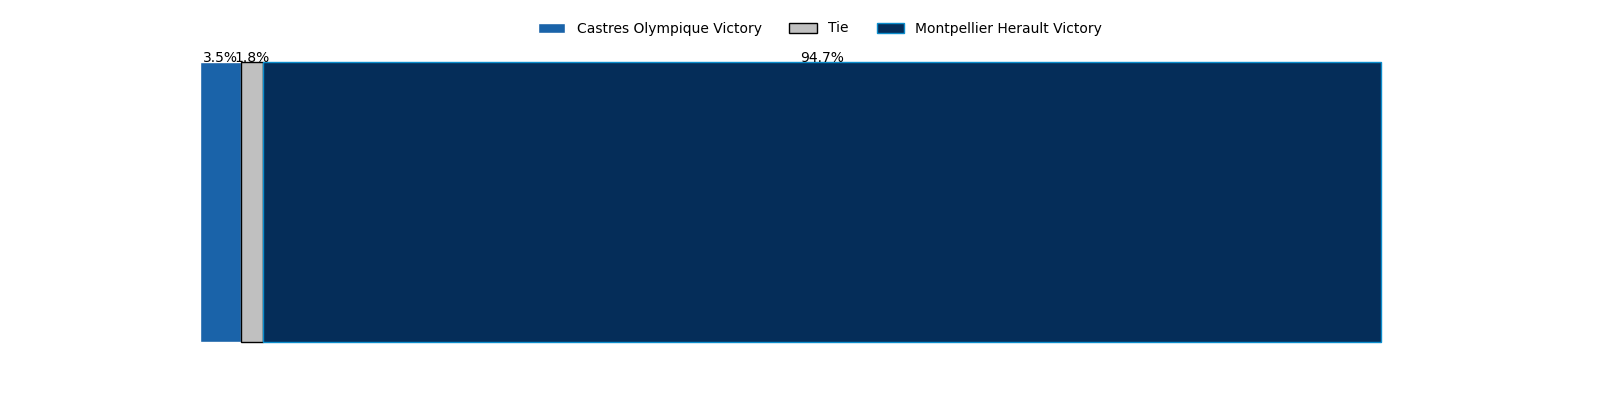 Castres Olympique Victory Tie Montpellier Herault Victory
3.5% 1.8% 94.7%